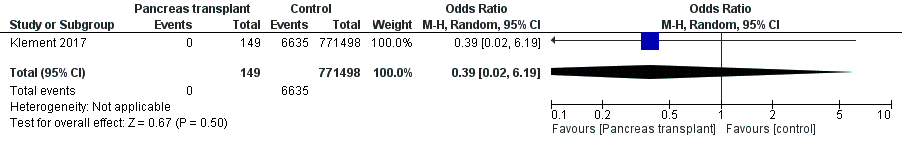 Pancreas transplant Control Odds Ratio Odds Ratio
Study or Subgroup Events Total Events Total Weight M-H, Random, 95% CI M-H, Random, 95% CI
Klement 2017 0 149 6635 771498 100.0% 0.39 [0.02, 6.19]
Total (95% CI) 149 771498 100.0% 0.39 [0.02, 6.19]
Total events 0 6635
Heterogeneity: Not applicable
Test for overall effect: Z = 0.67 (P = 0.50)
0.1 0.2 0.5 1 2 5 10
Favours [Pancreas transplant] Favours [control]